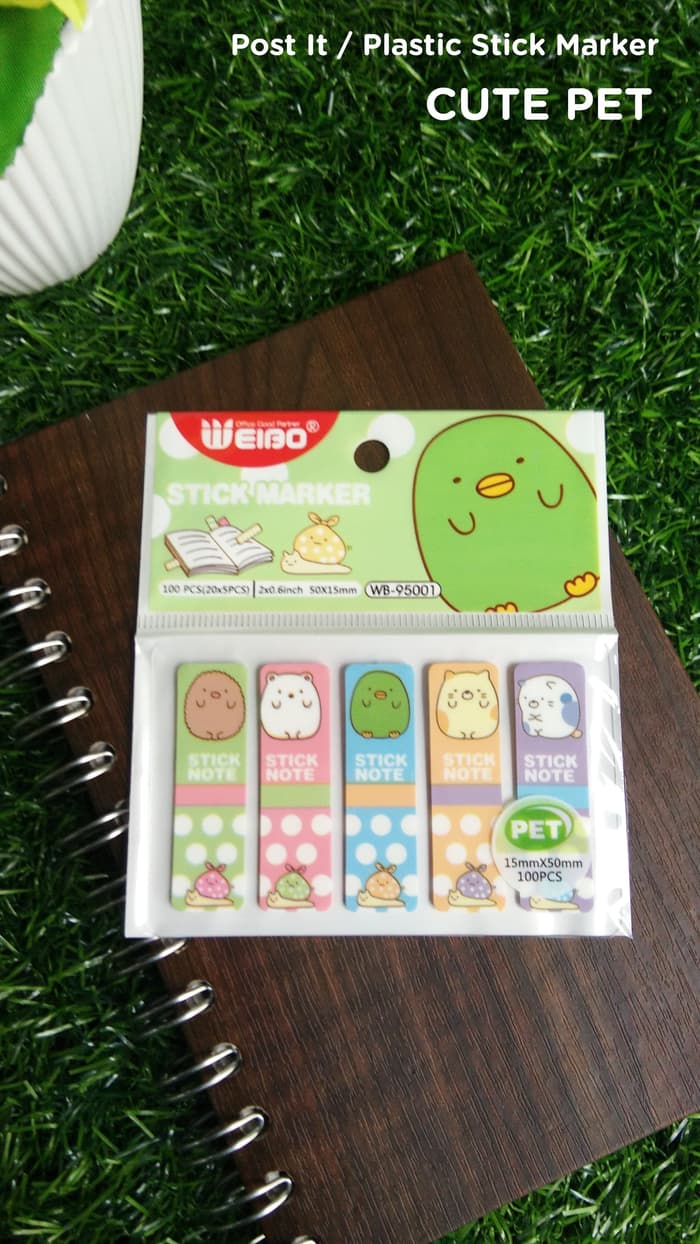 Post It / Plastic Stick Marker
CUTE PET
Office Good Partner
WEIBO®
STICK MARKER
100 PCS(20x5PCS) 2x0.6inch 50X15mm WB-95001
STICK NOTE
STICK NOTE
STICK NOTE
STICK NOTE
STICK NOTE
PET
15mmX50mm
100PCS